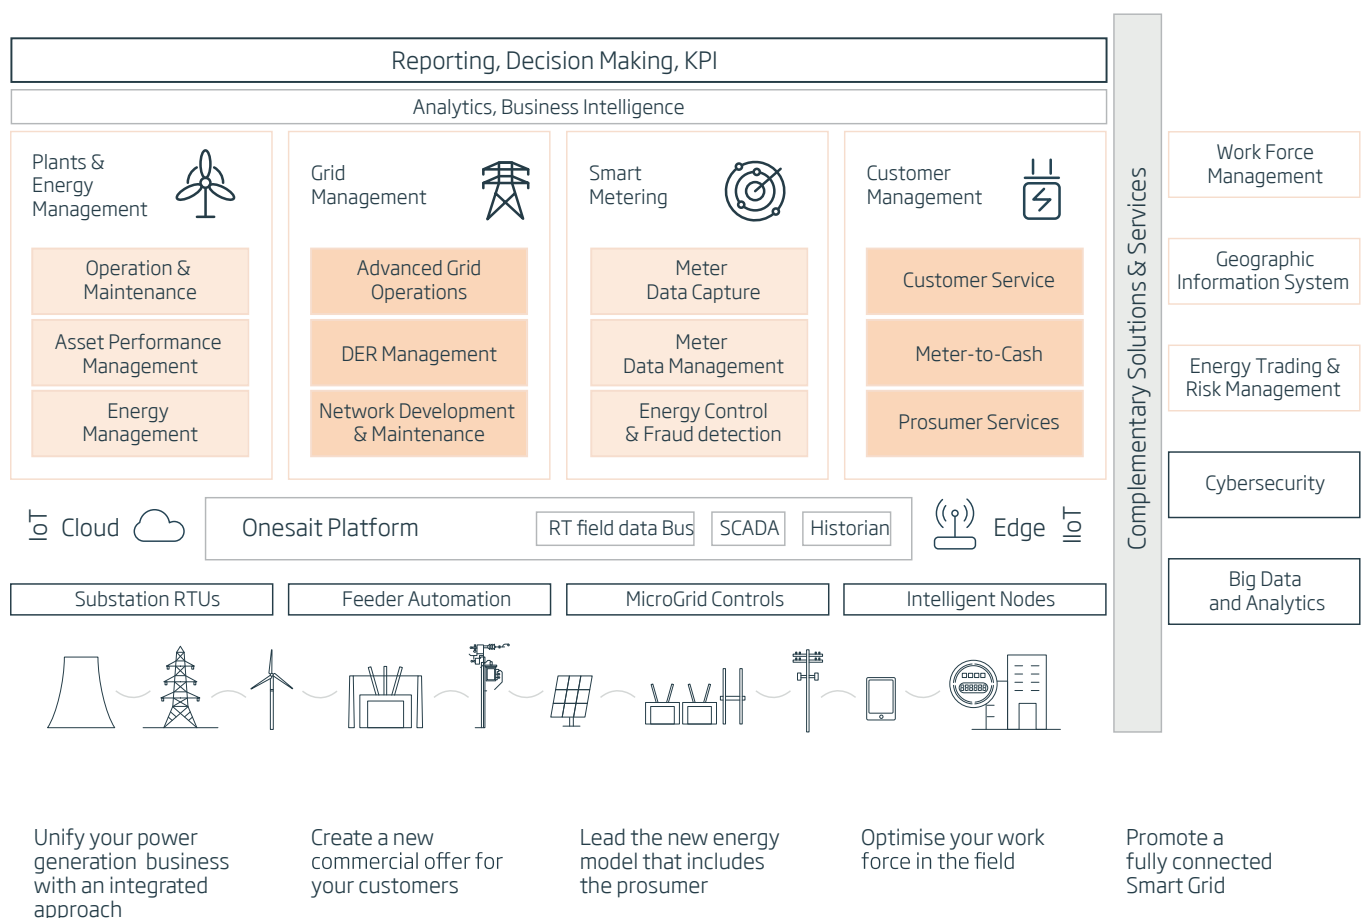 Reporting, Decision Making, KPI
Analytics, Business Intelligence
Plants &
Energy
Management
Operation &
Maintenance
Asset Performance
Management
Energy
Management
Grid
Management
Advanced Grid
Operations
DER Management
Network Development
& Maintenance
Smart
Metering
Meter
Data Capture
Meter
Data Management
Energy Control
& Fraud detection
Customer
Management
Customer Service
Meter-to-Cash
Prosumer Services
IoT
Cloud
Onesait Platform
RT field data Bus
SCADA
Historian
Edge
IIoT
Substation RTUs
Feeder Automation
MicroGrid Controls
Intelligent Nodes
Complementary Solutions & Services
Work Force
Management
Geographic
Information System
Energy Trading &
Risk Management
Cybersecurity
Big Data
and Analytics
Unify your power
generation business
with an integrated
approach
Create a new
commercial offer for
your customers
Lead the new energy
model that includes
the prosumer
Optimise your work
force in the field
Promote a
fully connected
Smart Grid